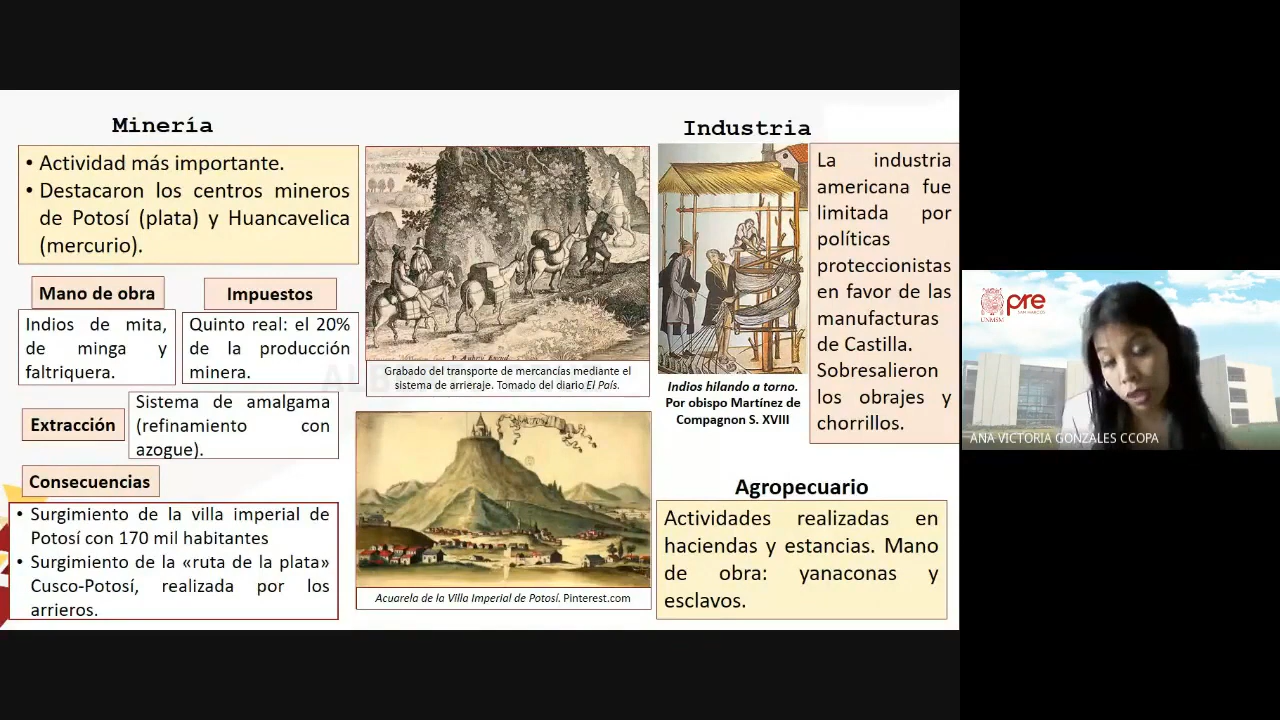 Minería
• Actividad más importante.
• Destacaron los centros mineros
de Potosí (plata) y Huancavelica
(mercurio).
Mano de obra
Indios de mita,
de minga y
faltriquera.
Impuestos
Quinto real: el 20%
de la producción
minera.
Extracción
Sistema de amalgama
(refinamiento con
azogue).
Consecuencias
• Surgimiento de la villa imperial de
Potosí con 170 mil habitantes
• Surgimiento de la «ruta de la plata»
Cusco-Potosí, realizada por los
arrieros.
Grabado del transporte de mercancías mediante el
sistema de arrieraje. Tomado del diario El País.
Acuarela de la Villa Imperial de Potosí. Pinterest.com
Industria
Indios hilando a torno.
Por obispo Martínez de
Compagnon S. XVIII
La industria
americana fue
limitada por
políticas
proteccionistas
en favor de las
manufacturas
de Castilla.
Sobresalieron
los obrajes y
chorrillos.
Agropecuario
Actividades realizadas en
haciendas y estancias. Mano
de obra: yanaconas y
esclavos.
UNMSM
pre
SAN MARCOS
ANA VICTORIA GONZALES CCOPA